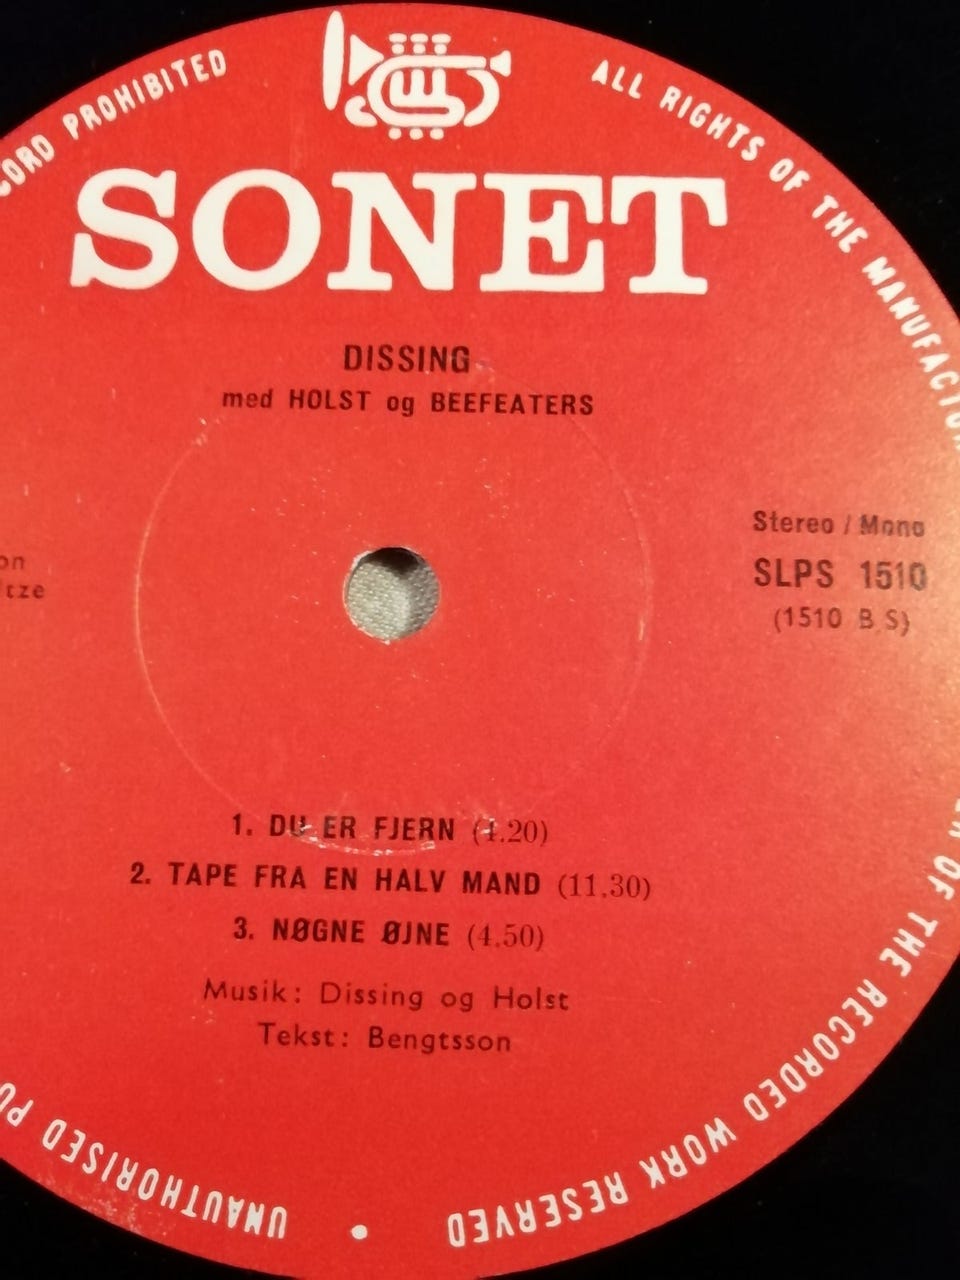 CORD PROHIBITED
ALL RIGHTS OF THE MANUFACTUR
SONET
DISSING
med HOLST og BEEFEATERS
Stereo / Mono
SLPS 1510
(1510 B S)
1. DU ER FJERN (4.20)
2. TAPE FRA EN HALV MAND (11.30)
3. NØGNE ØJNE (4.50)
Musik: Dissing og Holst
Tekst: Bengtsson
OF THE RECORDED WORK RESERVED
• UNAUTHORISED PU